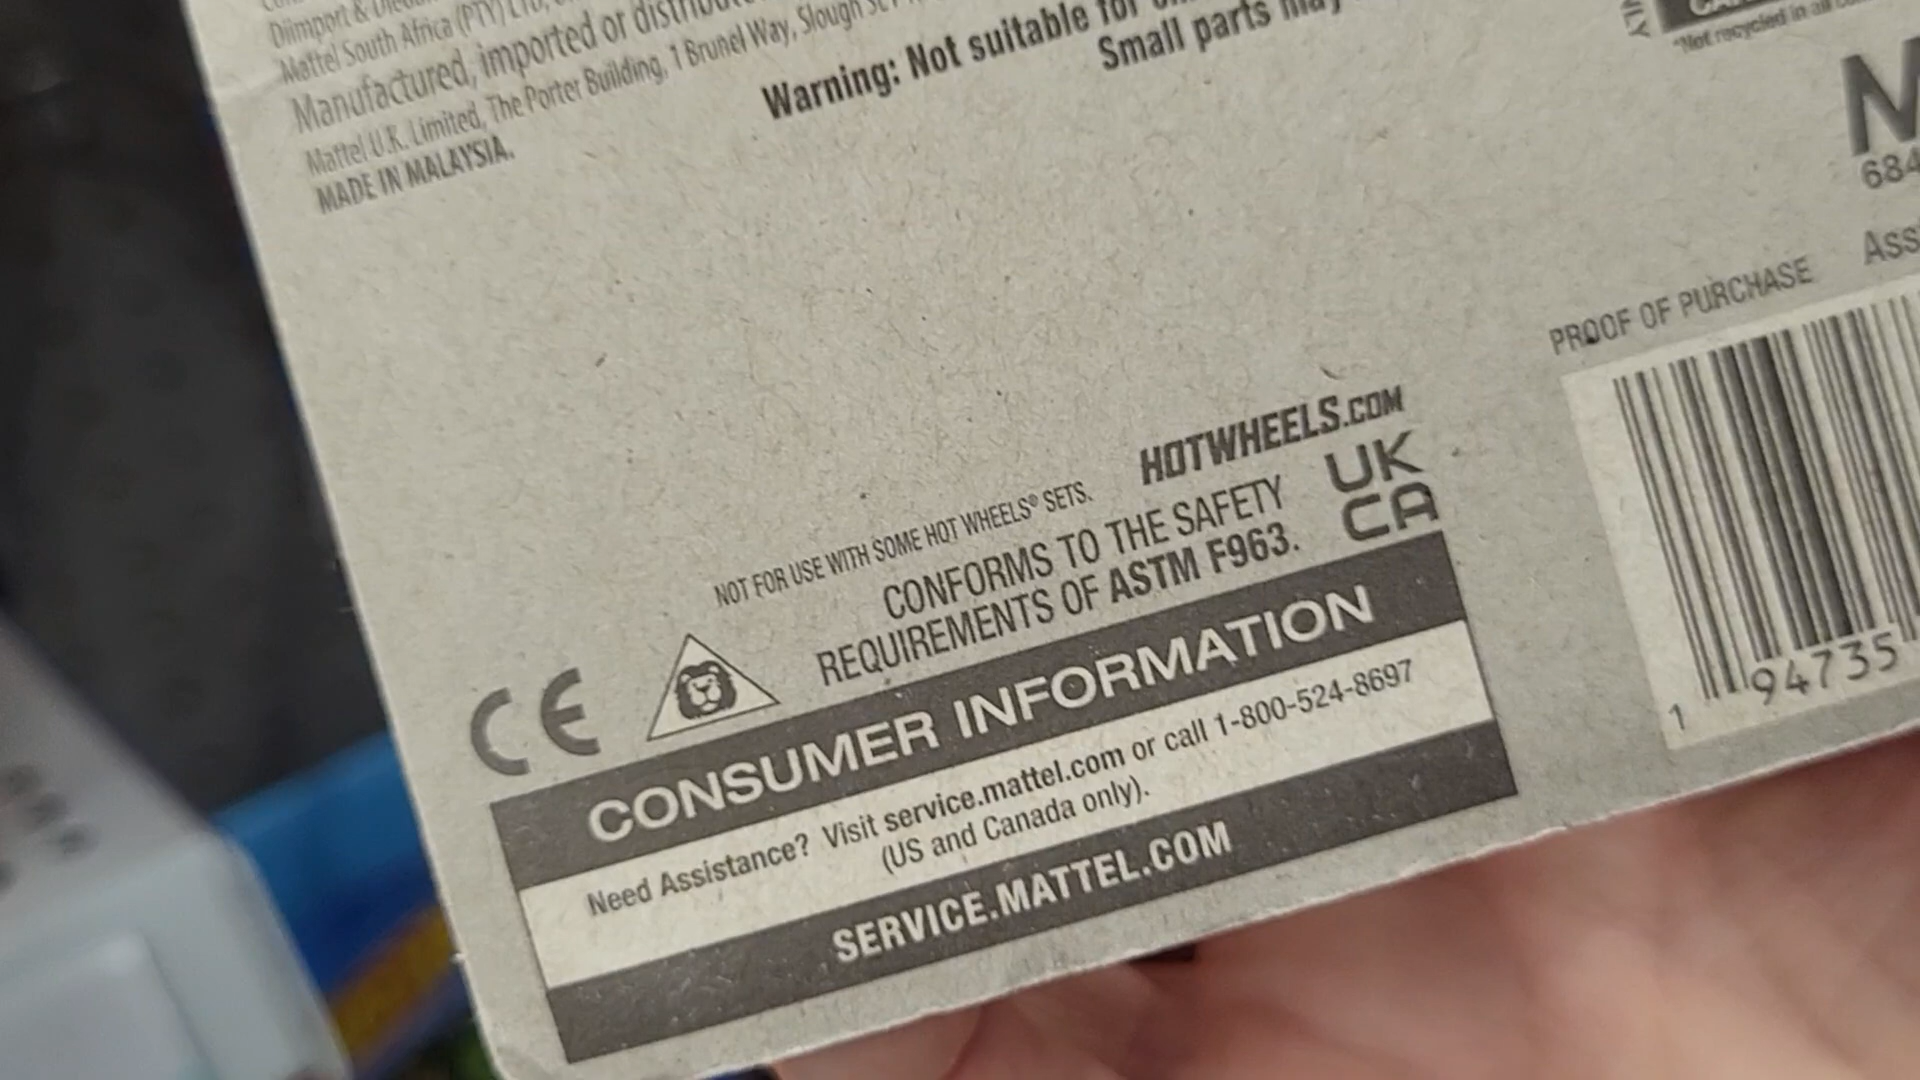 Diimport &
Mattel South Africa (PTY) LTD,
Manufactured, imported or
Mattel U.K. Limited, The Porter Building, 1 Brunel Way, Slough
MADE IN MALAYSIA.
Warning: Not suitable for
Small parts may
*Not recycled in all
M
684
PROOF OF PURCHASE
HOTWHEELS.COM
NOT FOR USE WITH SOME HOT WHEELS® SETS.
CONFORMS TO THE SAFETY
REQUIREMENTS OF ASTM F963.
UK
CA
CE
CONSUMER INFORMATION
Need Assistance? Visit service.mattel.com or call 1-800-524-8697
(US and Canada only).
SERVICE.MATTEL.COM
1 94735